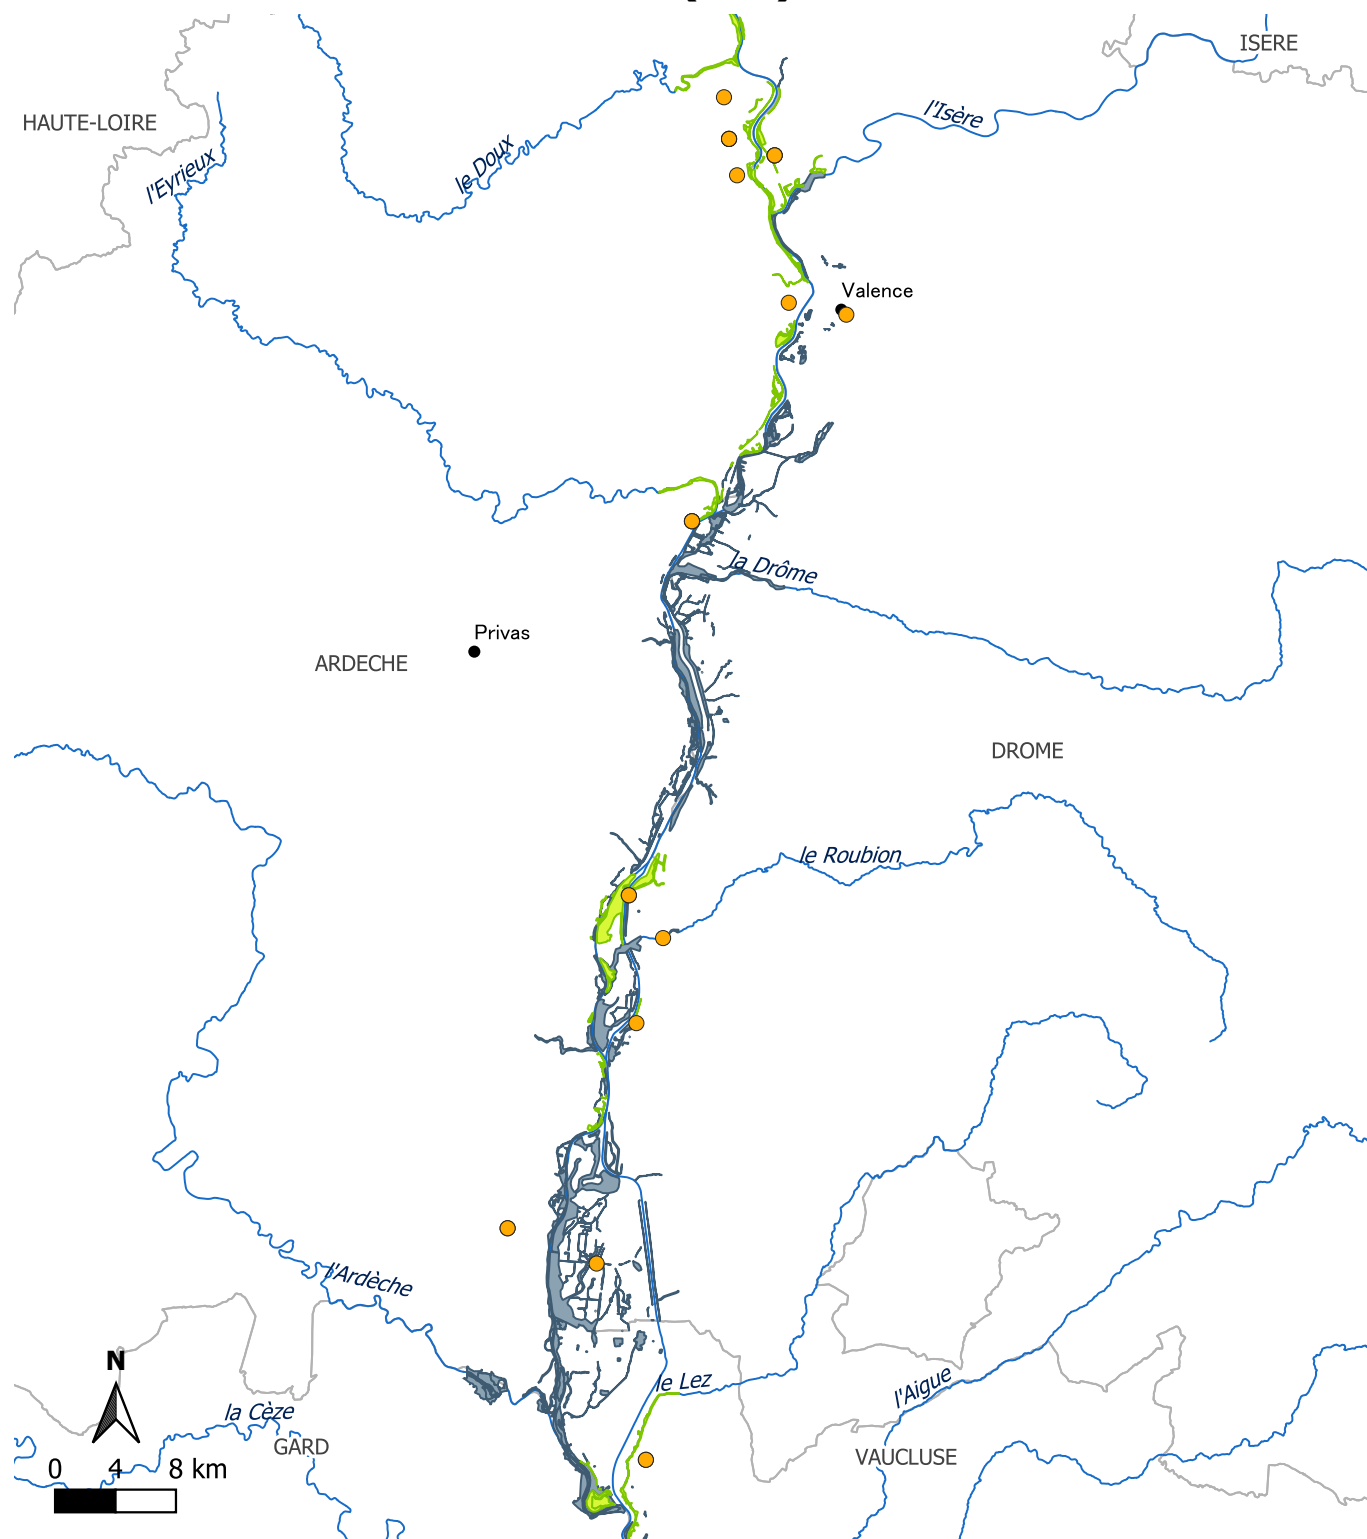 ISERE
l'Isère
HAUTE-LOIRE
l'Eyrieux
le Doux
Valence
la Drôme
Privas
ARDECHE
DROME
le Roubion
l'Ardèche
N
le Lez
l'Aigue
la Cèze
GARD
VAUCLUSE
0 4 8 km